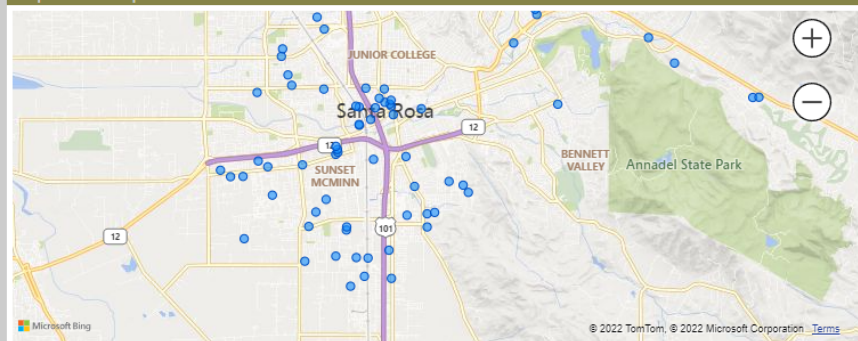 JUNIOR COLLEGE
Santa Rosa
12
12
SUNSET
MCMINN
BENNETT
VALLEY
Annadel State Park
101
12
Microsoft Bing
© 2022 TomTom, © 2022 Microsoft Corporation Terms